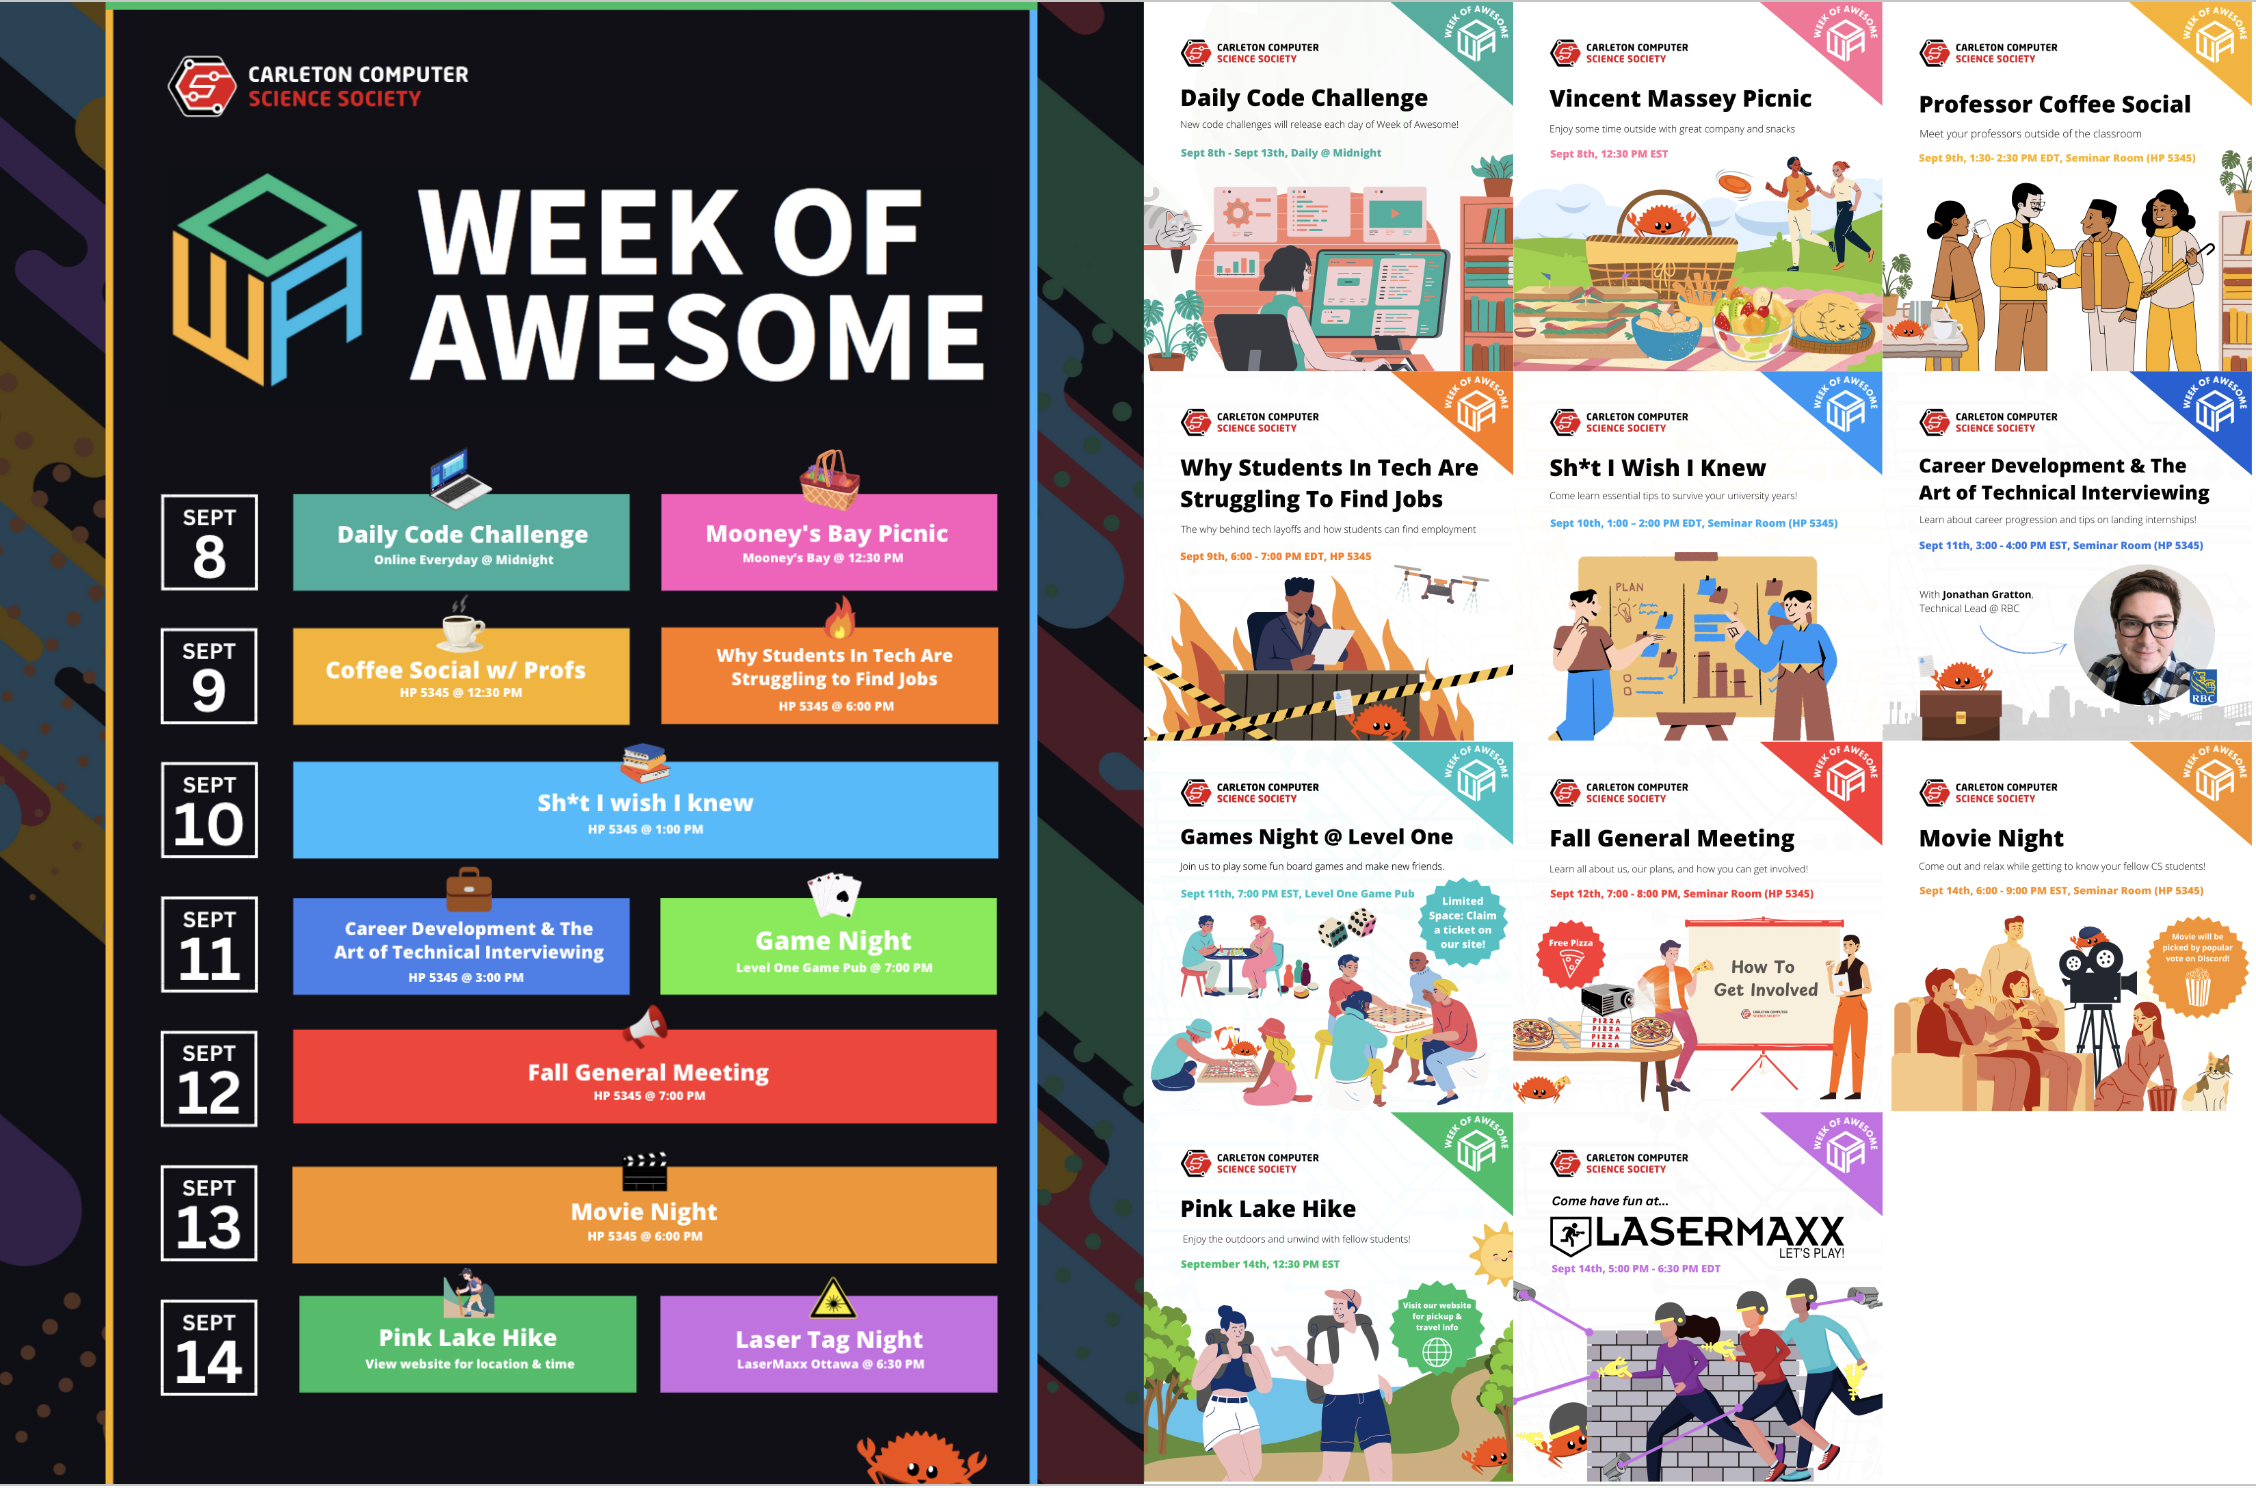 CARLETON COMPUTER
SCIENCE SOCIETY
WEEK OF
AWESOME
SEPT
8
Daily Code Challenge
Online Everyday @ Midnight
Mooney's Bay Picnic
Mooney's Bay @ 12:30 PM
SEPT
9
Coffee Social w/ Profs
HP 5345 @ 12:30 PM
Why Students In Tech Are
Struggling to Find Jobs
HP 5345 @ 6:00 PM
SEPT
10
Sh*t I wish I knew
HP 5345 @ 1:00 PM
SEPT
11
Career Development & The
Art of Technical Interviewing
HP 5345 @ 3:00 PM
Game Night
Level One Game Pub @ 7:00 PM
SEPT
12
Fall General Meeting
HP 5345 @ 7:00 PM
SEPT
13
Movie Night
HP 5345 @ 6:00 PM
SEPT
14
Pink Lake Hike
View website for location & time
Laser Tag Night
LaserMaxx Ottawa @ 6:30 PM
WEEK OF AWESOME
CARLETON COMPUTER
SCIENCE SOCIETY
Daily Code Challenge
New code challenges will release each day of Week of Awesome!
Sept 8th - Sept 13th, Daily @ Midnight
WEEK OF AWESOME
CARLETON COMPUTER
SCIENCE SOCIETY
Vincent Massey Picnic
Enjoy some time outside with great company and snacks
Sept 8th, 12:30 PM EST
WEEK OF AWESOME
CARLETON COMPUTER
SCIENCE SOCIETY
Professor Coffee Social
Meet your professors outside of the classroom
Sept 9th, 1:30- 2:30 PM EDT, Seminar Room (HP 5345)
WEEK OF AWESOME
CARLETON COMPUTER
SCIENCE SOCIETY
Why Students In Tech Are
Struggling To Find Jobs
The why behind tech layoffs and how students can find employment
Sept 9th, 6:00 - 7:00 PM EDT, HP 5345
WEEK OF AWESOME
CARLETON COMPUTER
SCIENCE SOCIETY
Sh*t I Wish I Knew
Come learn essential tips to survive your university years!
Sept 10th, 1:00 – 2:00 PM EDT, Seminar Room (HP 5345)
PLAN
WEEK OF AWESOME
CARLETON COMPUTER
SCIENCE SOCIETY
Career Development & The
Art of Technical Interviewing
Learn about career progression and tips on landing internships!
Sept 11th, 3:00 - 4:00 PM EST, Seminar Room (HP 5345)
With Jonathan Gratton,
Technical Lead @ RBC
RBC
WEEK OF AWESOME
CARLETON COMPUTER
SCIENCE SOCIETY
Games Night @ Level One
Join us to play some fun board games and make new friends.
Sept 11th, 7:00 PM EST, Level One Game Pub
Limited
Space: Claim
a ticket on
our site!
WEEK OF AWESOME
CARLETON COMPUTER
SCIENCE SOCIETY
Fall General Meeting
Learn all about us, our plans, and how you can get involved!
Sept 12th, 7:00 - 8:00 PM, Seminar Room (HP 5345)
Free Pizza
How To
Get Involved
CARLETON COMPUTER
SCIENCE SOCIETY
PIZZA
PIZZA
PIZZA
PIZZA
WEEK OF AWESOME
CARLETON COMPUTER
SCIENCE SOCIETY
Movie Night
Come out and relax while getting to know your fellow CS students!
Sept 14th, 6:00 - 9:00 PM EST, Seminar Room (HP 5345)
Movie will be
picked by popular
vote on Discord!
WEEK OF AWESOME
CARLETON COMPUTER
SCIENCE SOCIETY
Pink Lake Hike
Enjoy the outdoors and unwind with fellow students!
September 14th, 12:30 PM EST
Visit our website
for pickup &
travel info
WEEK OF AWESOME
CARLETON COMPUTER
SCIENCE SOCIETY
Come have fun at...
LASERMAXX
LET'S PLAY!
Sept 14th, 5:00 PM - 6:30 PM EDT